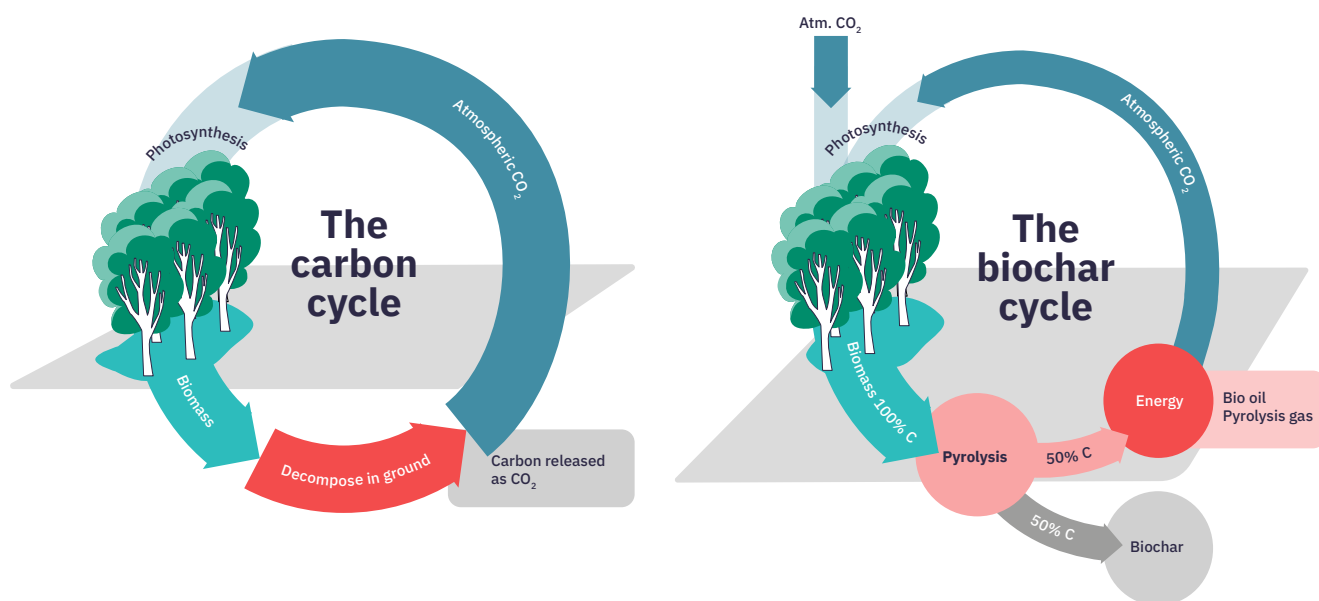 Photosynthesis
Atmospheric CO₂
The
carbon
cycle
Biomass
Decompose in ground
Carbon released
as CO₂
Atm. CO₂
Photosynthesis
Atmospheric CO₂
The
biochar
cycle
Biomass 100% C
Pyrolysis
50% C
Energy
Bio oil
Pyrolysis gas
50% C
Biochar